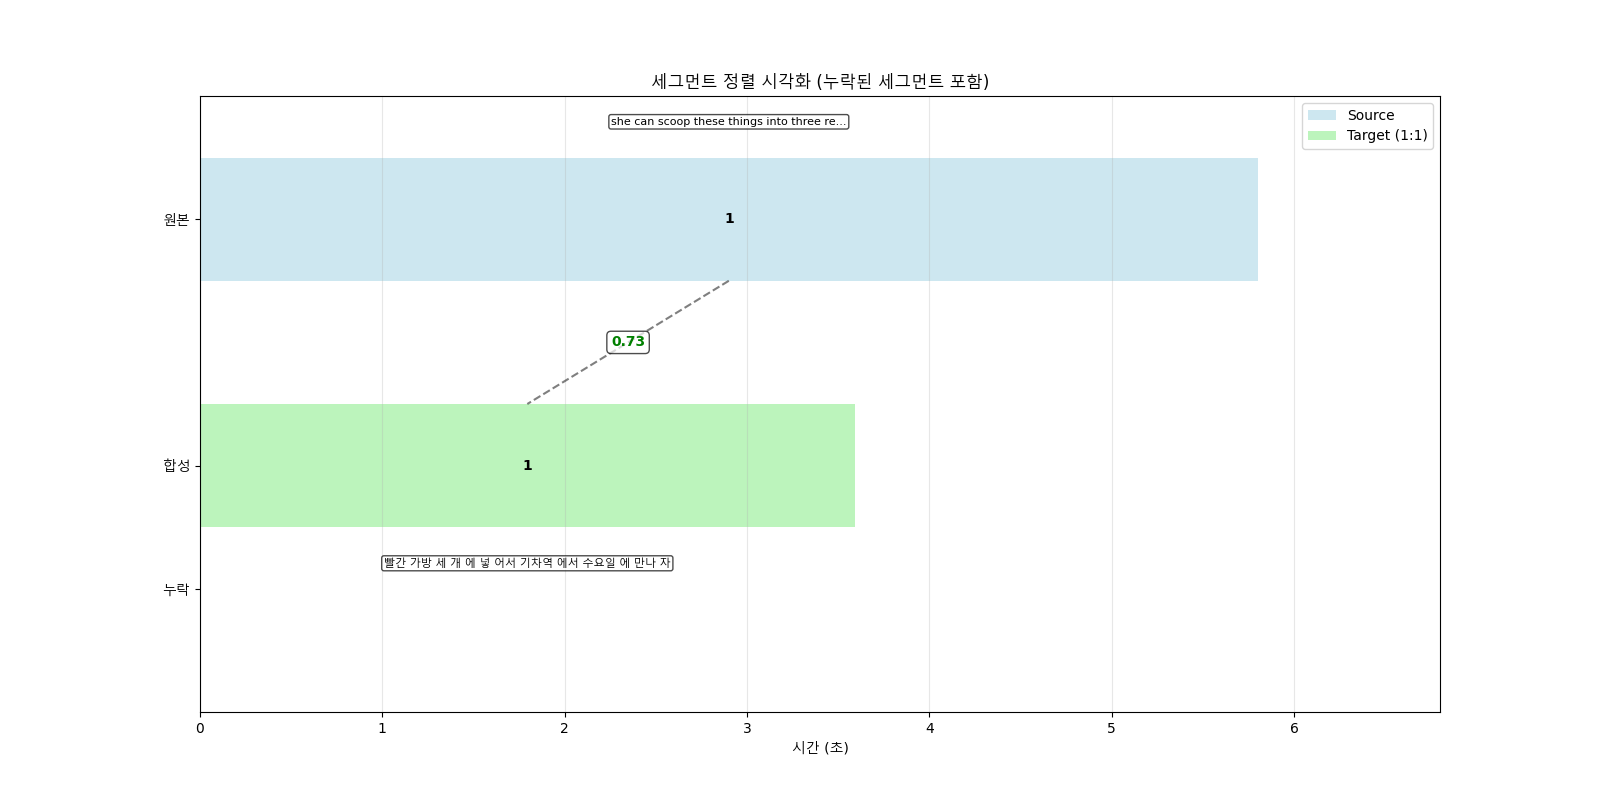 세그먼트 정렬 시각화 (누락된 세그먼트 포함)
she can scoop these things into three re...
Source
Target (1:1)
원본
1
0.73
합성
1
빨간 가방 세 개 에 넣 어서 기차역 에서 수요일 에 만나 자
누락
0 1 2 3 4 5 6
시간 (초)